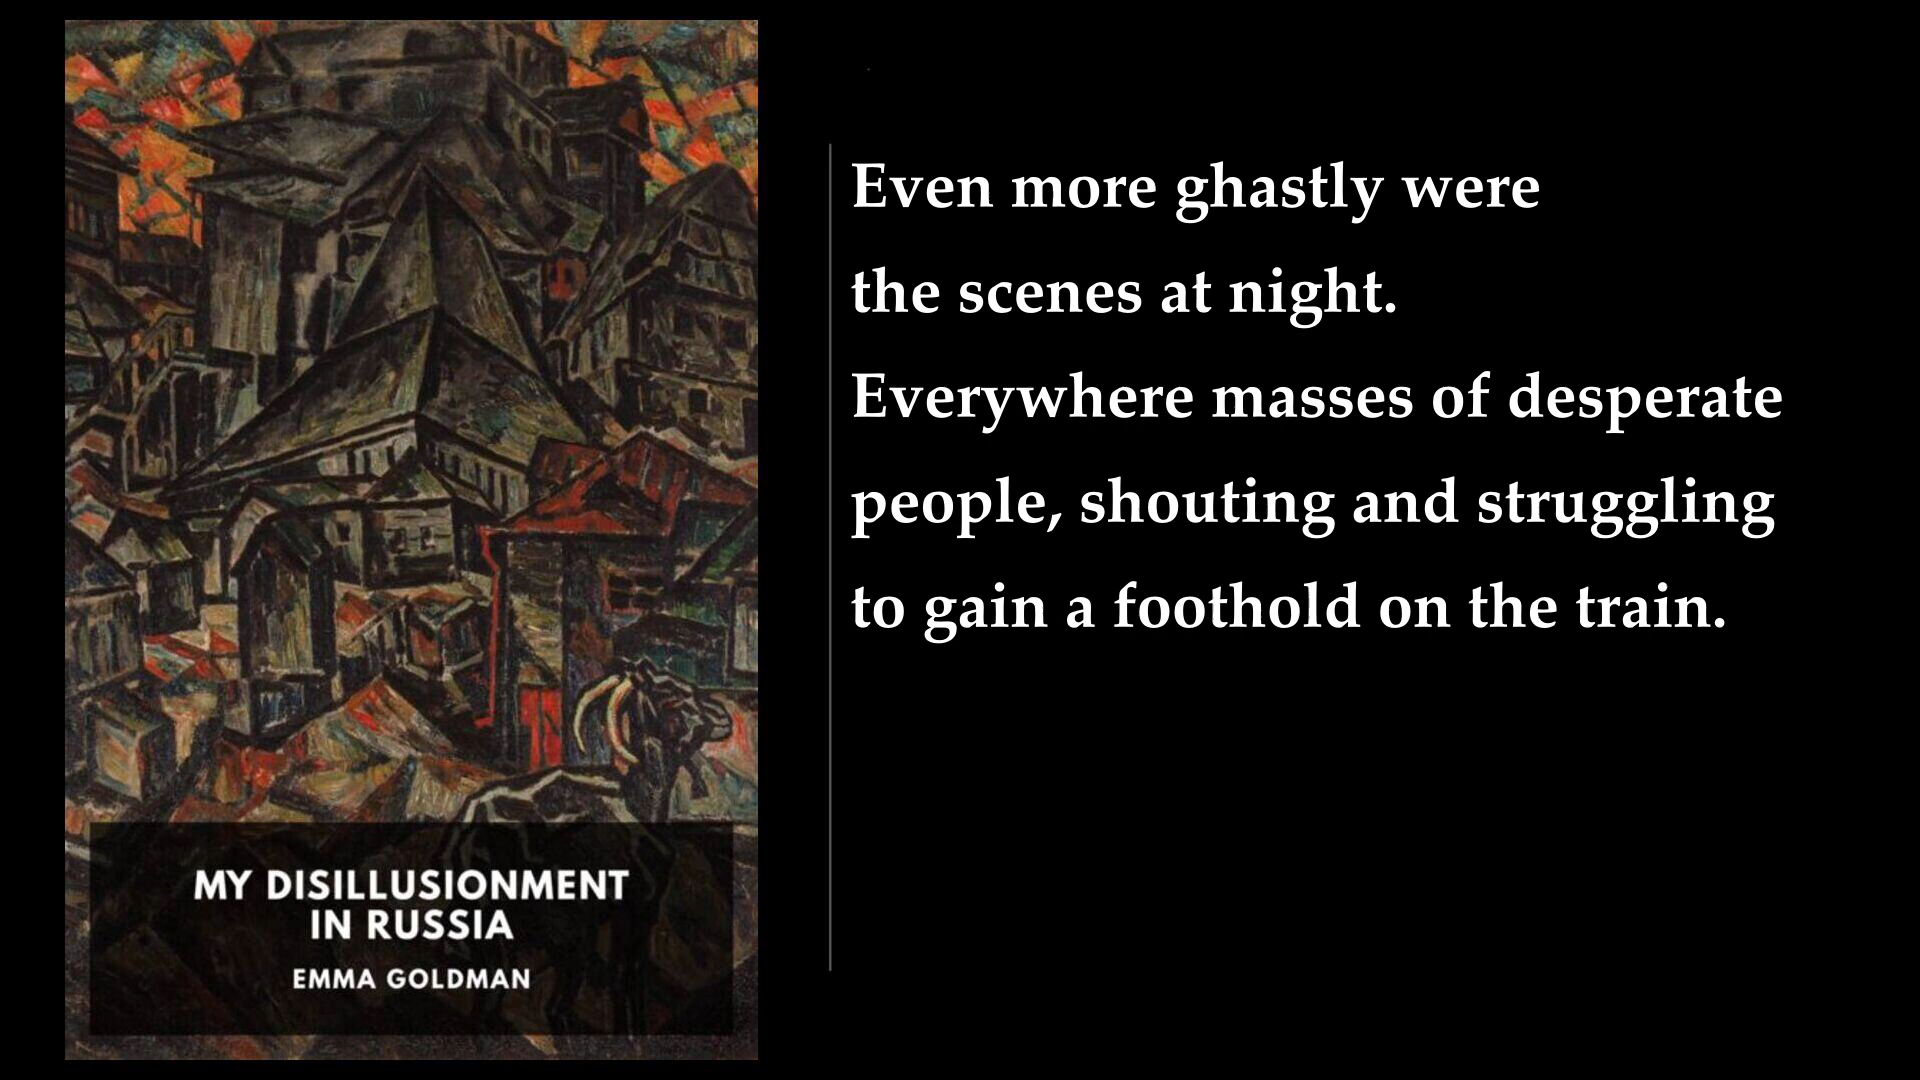 MY DISILLUSIONMENT
IN RUSSIA
EMMA GOLDMAN
Even more ghastly were
the scenes at night.
Everywhere masses of desperate
people, shouting and struggling
to gain a foothold on the train.